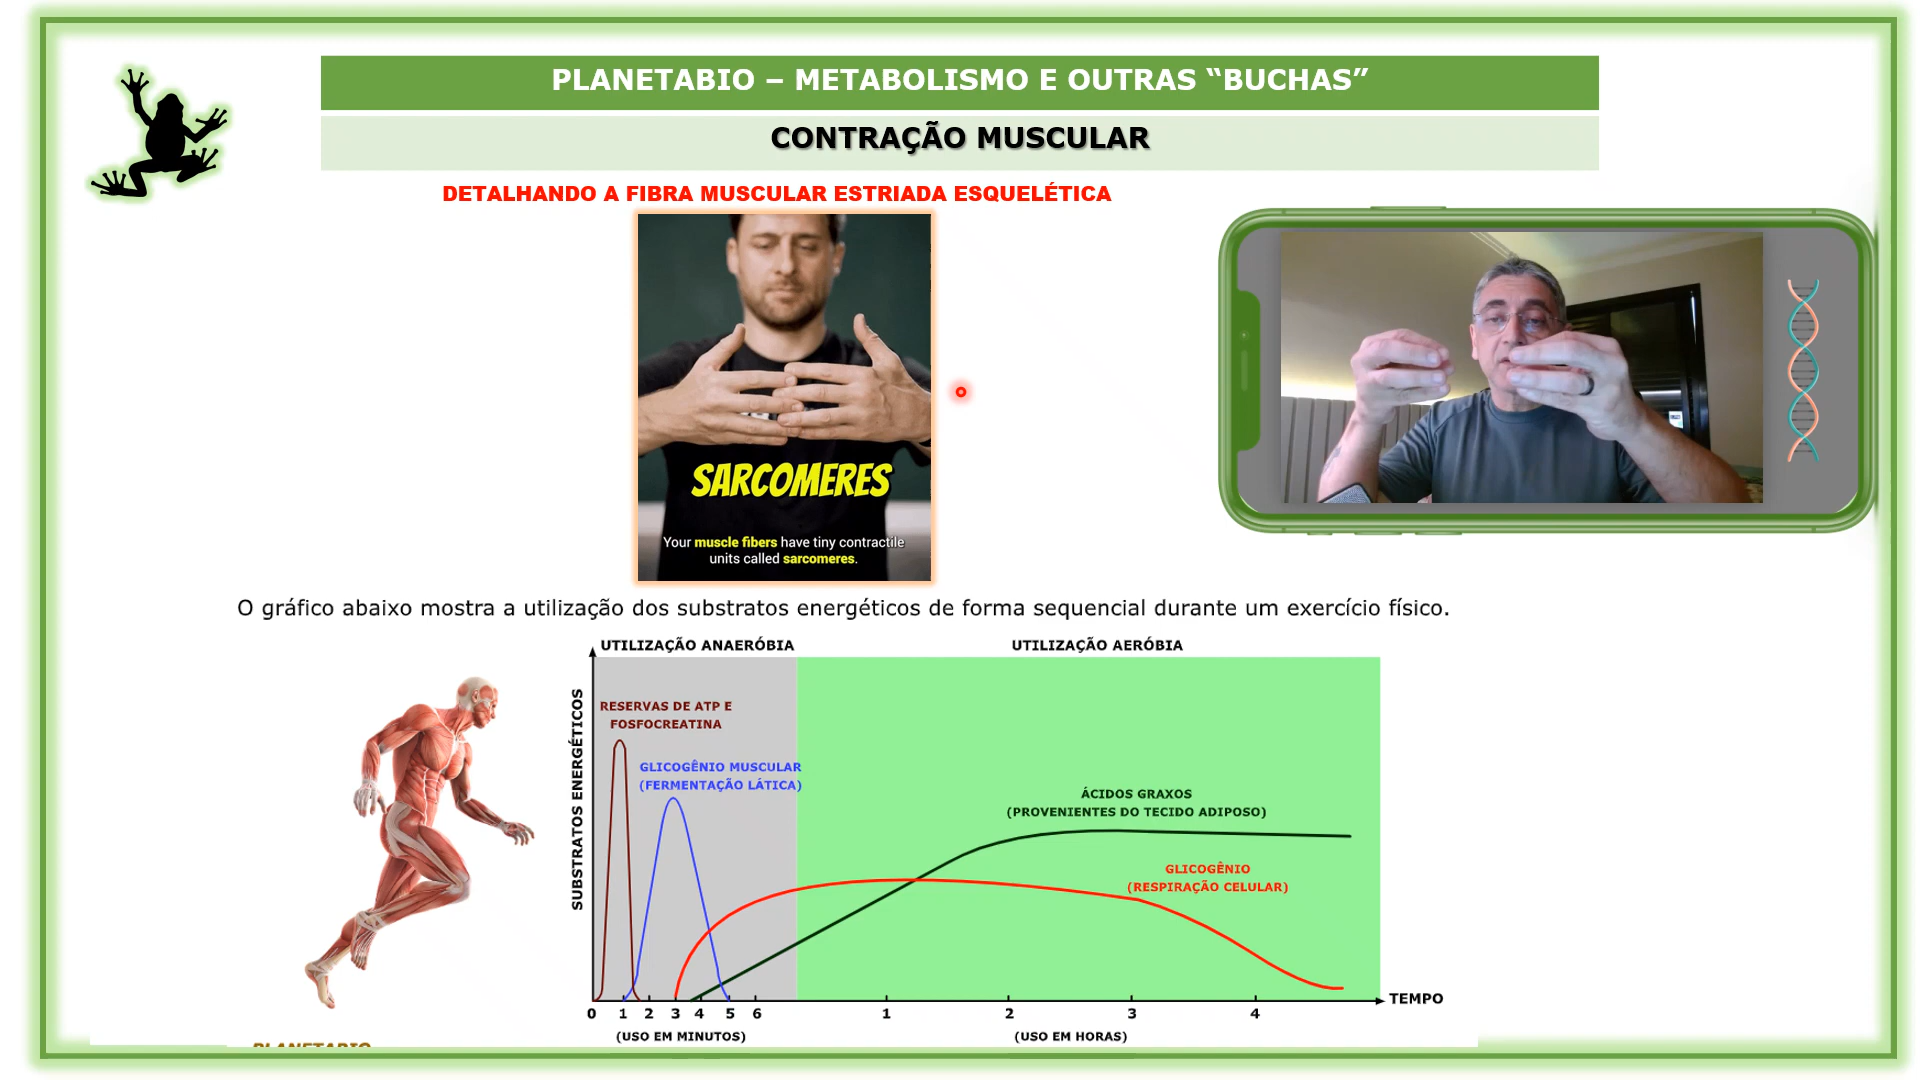 PLANETABIO – METABOLISMO E OUTRAS “BUCHAS”
CONTRAÇÃO MUSCULAR
DETALHANDO A FIBRA MUSCULAR ESTRIADA ESQUELÉTICA
SARCOMERES
Your muscle fibers have tiny contractile
units called sarcomeres.
O gráfico abaixo mostra a utilização dos substratos energéticos de forma sequencial durante um exercício físico.
UTILIZAÇÃO ANAERÓBIA
UTILIZAÇÃO AERÓBIA
SUBSTRATOS ENERGÉTICOS
RESERVAS DE ATP E
FOSFOCREATINA
GLICOGÊNIO MUSCULAR
(FERMENTAÇÃO LÁTICA)
ÁCIDOS GRAXOS
(PROVENIENTES DO TECIDO ADIPOSO)
GLICOGÊNIO
(RESPIRAÇÃO CELULAR)
TEMPO
0 1 2 3 4 5 6 1 2 3 4
(USO EM MINUTOS)
(USO EM HORAS)
PLANETABIO